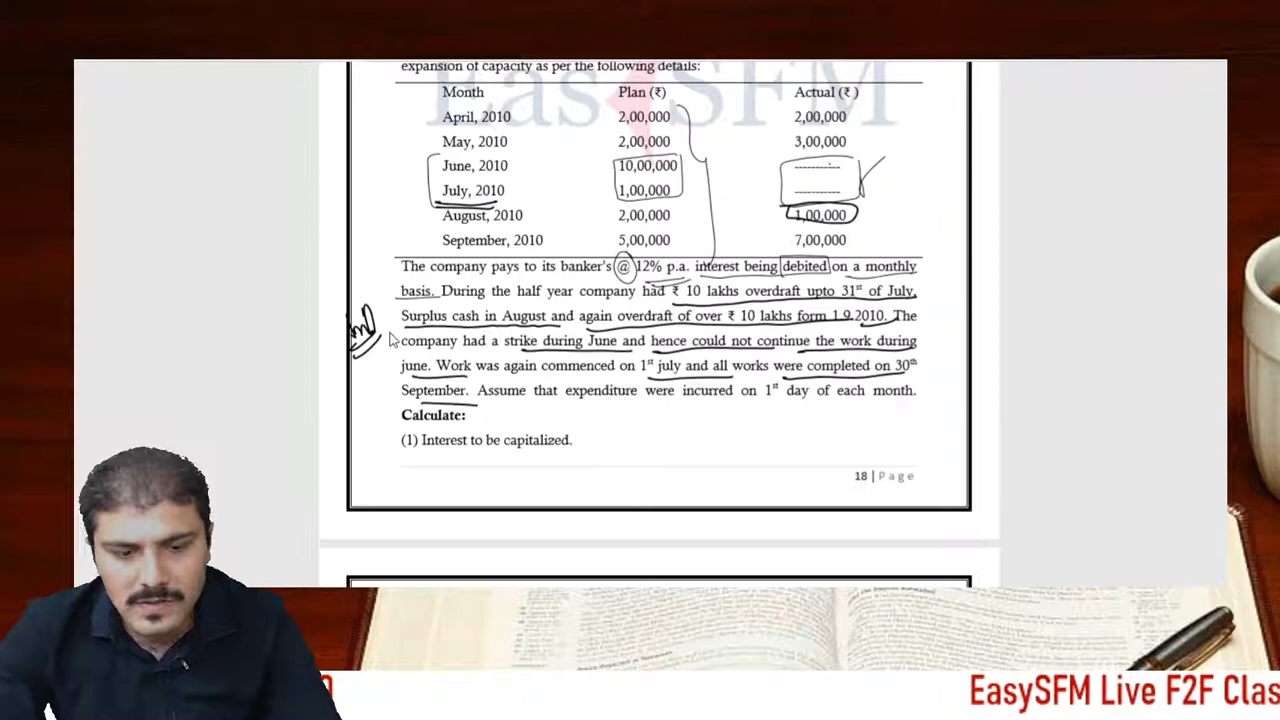 expansion of capacity as per the following details:
Month Plan (₹) Actual (₹ )
April, 2010 2,00,000 2,00,000
May, 2010 2,00,000 3,00,000
June, 2010 10,00,000 ------------
July, 2010 1,00,000 ------------
August, 2010 2,00,000 1,00,000
September, 2010 5,00,000 7,00,000
The company pays to its banker's @ 12% p.a. interest being debited on a monthly
basis. During the half year company had ₹ 10 lakhs overdraft upto 31st of July,
Surplus cash in August and again overdraft of over ₹ 10 lakhs form 1.9.2010. The
company had a strike during June and hence could not continue the work during
june. Work was again commenced on 1st july and all works were completed on 30th
September. Assume that expenditure were incurred on 1st day of each month.
Calculate:
(1) Interest to be capitalized.
18 | Page
EasySFM Live F2F Clas